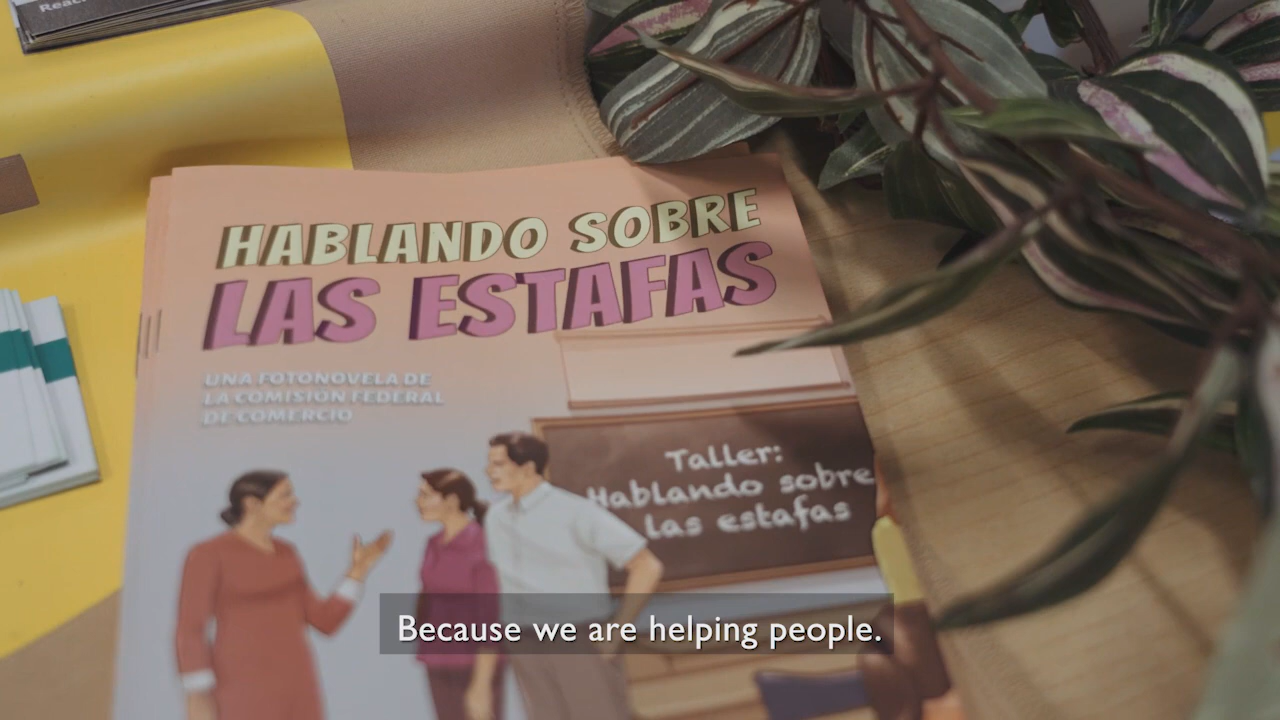 HABLANDO SOBRE
LAS ESTAFAS
UNA FOTONOVELA DE
LA COMISIÓN FEDERAL
DE COMERCIO
Taller:
Hablando sobre
las estafas
Because we are helping people.